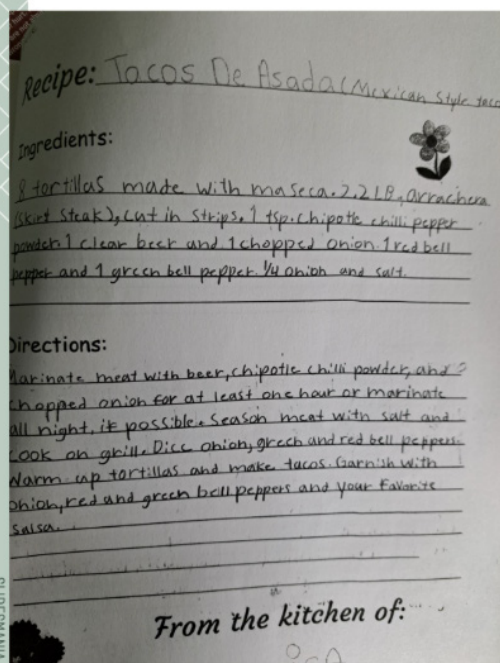 Recipe: Tacos De Asada (Mexican Style taco
Ingredients:
8 tortillas made with maseca. 2.2 LB, arrachera
(skirt steak), cut in strips. 1 tsp. chipotle chilli pepper
powder. 1 clear beer and 1 chopped onion. 1 red bell
pepper and 1 green bell pepper. 1/4 onion and salt.
Directions:
Marinate meat with beer, chipotle chilli powder, and
chopped onion for at least one hour or marinate
all night, if possible. Season meat with salt and
cook on grill. Dice onion, green and red bell peppers.
Warm up tortillas and make tacos. Garnish with
onion, red and green bell peppers and your favorite
salsa.
From the kitchen of:
SLIDESMANIA